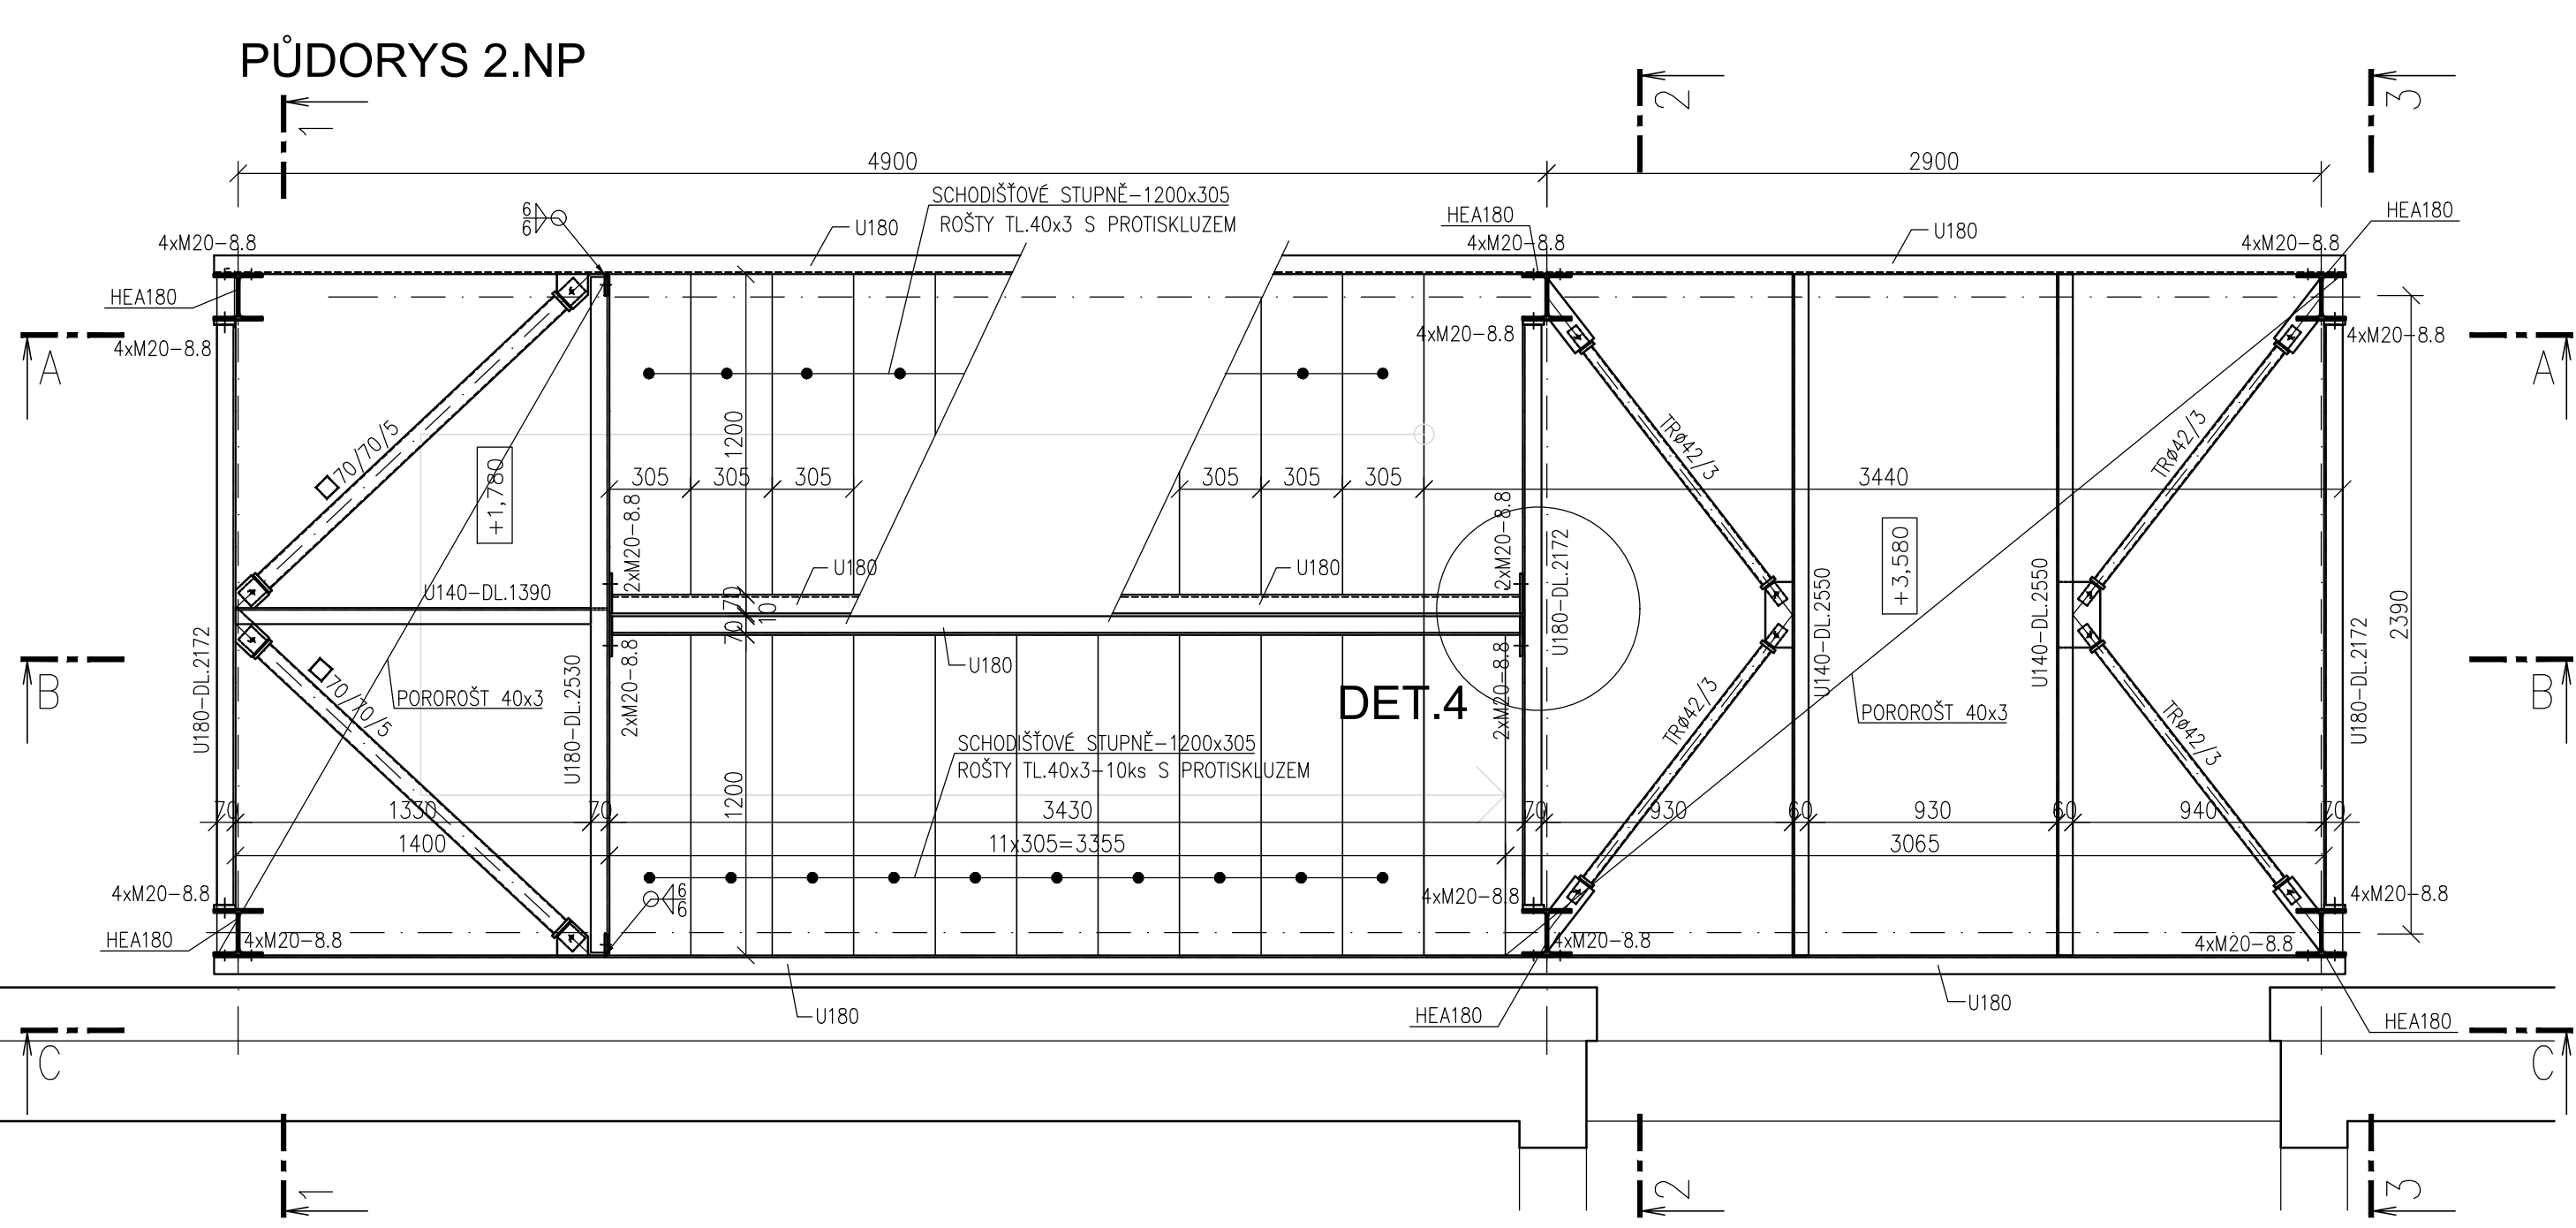 PŮDORYS 2.NP
1
2
3
4900
2900
SCHODIŠŤOVÉ STUPNĚ-1200x305
ROŠTY TL.40x3 S PROTISKLUZEM
6
6
U180
HEA180
HEA180
U180
4xM20-8.8
4xM20-8.8
4xM20-8.8
HEA180
4xM20-8.8
4xM20-8.8
4xM20-8.8
A
A
70/70/5
+1,780
1200
TRØ42/3
TRØ42/3
305
305
305
305
305
305
3440
2xM20-8.8
2xM20-8.8
U180-DL.2172
+3,580
U180
U180
U140-DL.1390
70
70
10
U140-DL.2550
U140-DL.2550
2390
U180-DL.2172
U180-DL.2530
2xM20-8.8
U180
2xM20-8.8
U180-DL.2172
B
B
70/70/5
POROROŠT 40x3
DET.4
TRØ42/3
POROROŠT 40x3
TRØ42/3
SCHODIŠŤOVÉ STUPNĚ-1200x305
ROŠTY TL.40x3-10ks S PROTISKLUZEM
1200
70
1330
70
3430
70
930
60
930
60
940
70
1400
11x305=3355
3065
4xM20-8.8
6
6
4xM20-8.8
4xM20-8.8
HEA180
4xM20-8.8
4xM20-8.8
4xM20-8.8
U180
U180
HEA180
HEA180
C
C
1
2
3